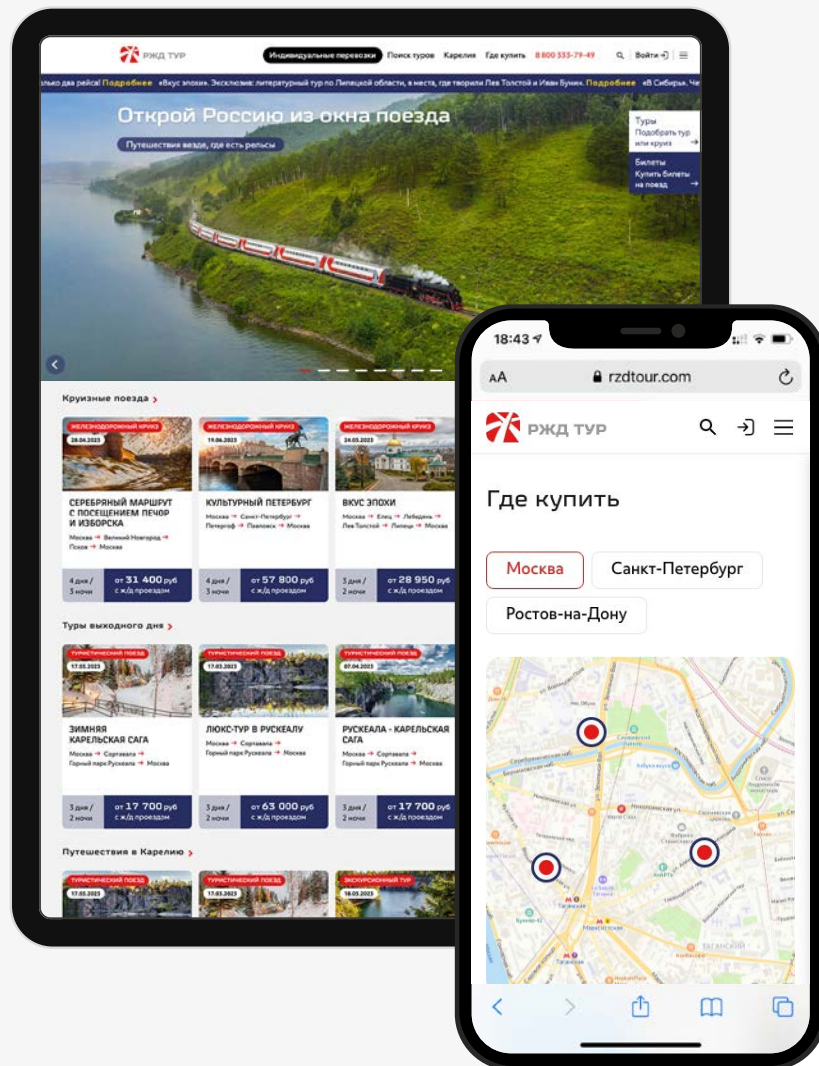 РЖД ТУР
Индивидуальные перевозки Поиск туров Карелия Где купить 8 800 333-79-49 Войти
два рейса! Подробнее «Вкус эпохи». Эксклюзив: литературный тур по Липецкой области, в места, где творили Лев Толстой и Иван Бунин. Подробнее «В Сибирь».
Открой Россию из окна поезда
Путешествия везде, где есть рельсы
Туры
Подобрать тур
или круиз →
Билеты
Купить билеты
на поезд →
Круизные поезда
ЖЕЛЕЗНОДОРОЖНЫЙ КРУИЗ
28.04.2023
СЕРЕБРЯНЫЙ МАРШРУТ
С ПОСЕЩЕНИЕМ ПЕЧОР
И ИЗБОРСКА
Москва → Великий Новгород →
Псков → Москва
4 дня /
3 ночи
от 31 400 руб
с ж/д проездом
ЖЕЛЕЗНОДОРОЖНЫЙ КРУИЗ
19.06.2023
КУЛЬТУРНЫЙ ПЕТЕРБУРГ
Москва → Санкт-Петербург →
Петергоф → Павловск → Москва
4 дня /
3 ночи
от 57 800 руб
с ж/д проездом
ЖЕЛЕЗНОДОРОЖНЫЙ КРУИЗ
24.05.2023
ВКУС ЭПОХИ
Москва → Елец → Лебедянь →
Лев Толстой → Липецк → Москва
3 дня /
2 ночи
от 28 950 руб
с ж/д проездом
Туры выходного дня
ТУРИСТИЧЕСКИЙ ПОЕЗД
17.03.2023
ЗИМНЯЯ
КАРЕЛЬСКАЯ САГА
Москва → Сортавала →
Горный парк Рускеала → Москва
3 дня /
2 ночи
от 17 700 руб
с ж/д проездом
ТУРИСТИЧЕСКИЙ ПОЕЗД
17.03.2023
ЛЮКС-ТУР В РУСКЕАЛУ
Москва → Сортавала →
Горный парк Рускеала → Москва
3 дня /
2 ночи
от 63 000 руб
с ж/д проездом
ТУРИСТИЧЕСКИЙ ПОЕЗД
07.04.2023
РУСКЕАЛА - КАРЕЛЬСКАЯ
САГА
Москва → Сортавала →
Горный парк Рускеала → Москва
3 дня /
2 ночи
от 17 700 руб
с ж/д проездом
Путешествия в Карелию
ТУРИСТИЧЕСКИЙ ПОЕЗД
17.03.2023
ТУРИСТИЧЕСКИЙ ПОЕЗД
17.03.2023
ЭКСКУРСИОННЫЙ ТУР
18.05.2023
18:43
AA rzdtour.com
РЖД ТУР
Где купить
Москва
Санкт-Петербург
Ростов-на-Дону
Таганская
Марксистская
Таганская
ТАГАНСКИЙ